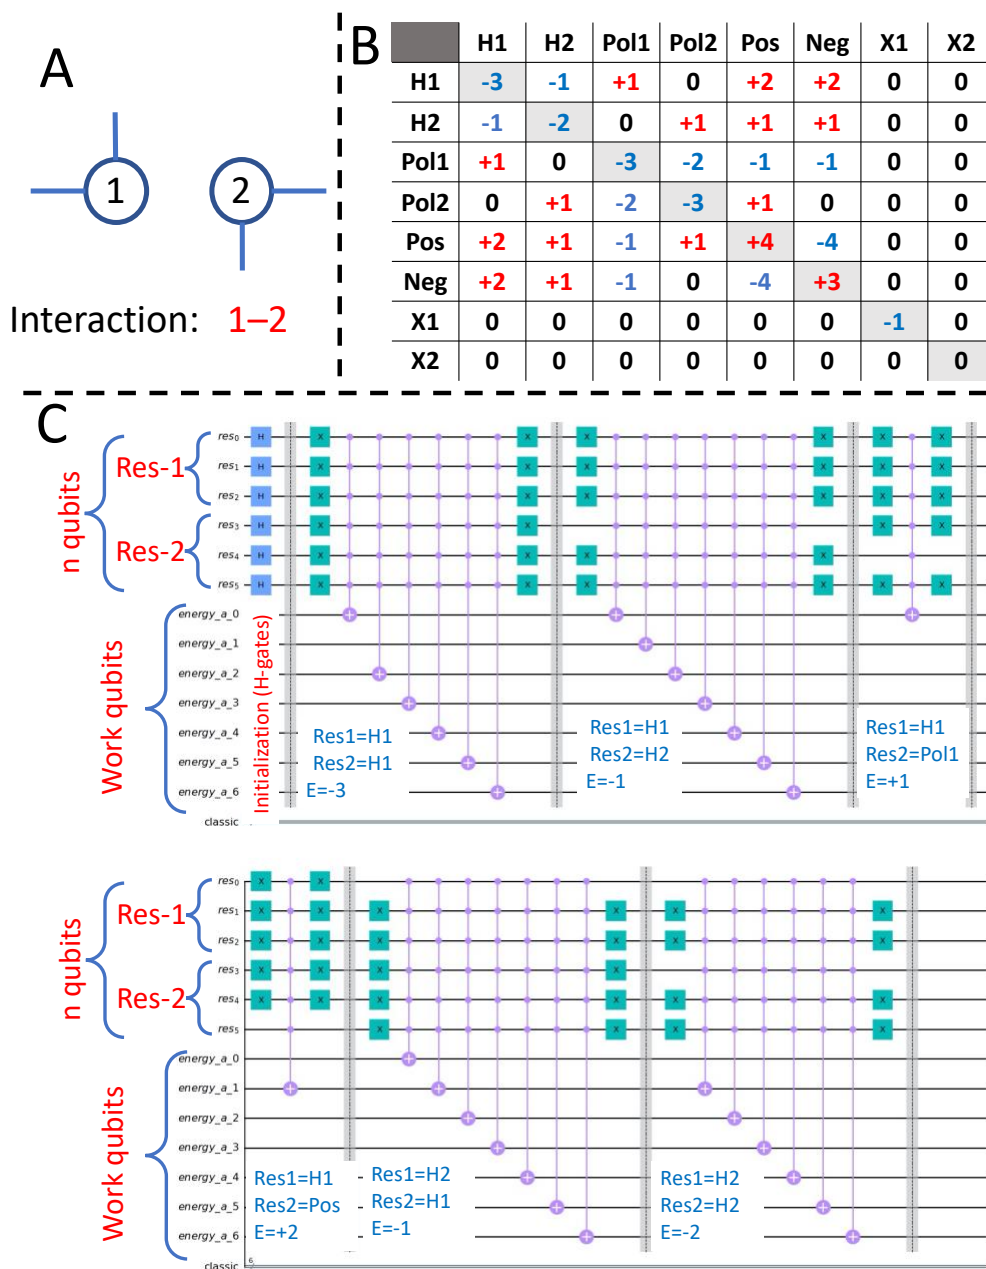 A
1 2
Interaction: 1–2
B
H1 H2 Pol1 Pol2 Pos Neg X1 X2
H1 -3 -1 +1 0 +2 +2 0 0
H2 -1 -2 0 +1 +1 +1 0 0
Pol1 +1 0 -3 -2 -1 -1 0 0
Pol2 0 +1 -2 -3 +1 0 0 0
Pos +2 +1 -1 +1 +4 -4 0 0
Neg +2 +1 -1 0 -4 +3 0 0
X1 0 0 0 0 0 0 -1 0
X2 0 0 0 0 0 0 0 0
C
n qubits
Res-1
Res-2
Work qubits
res0 H X X X X X X
res1 H X X X X X X
res2 H X X X X X X
res3 H X X X X
res4 H X X X X
res5 H X X X X X X
energy_a_0
energy_a_1
energy_a_2
energy_a_3
energy_a_4
energy_a_5
energy_a_6
classic
Initialization (H-gates)
Res1=H1
Res2=H1
E=-3
Res1=H1
Res2=H2
E=-1
Res1=H1
Res2=Pol1
E=+1
n qubits
Res-1
Res-2
Work qubits
res0 X X
res1 X X X X X X
res2 X X X X X X
res3 X X X X
res4 X X X X X X
res5 X X X X
energy_a_0
energy_a_1
energy_a_2
energy_a_3
energy_a_4
energy_a_5
energy_a_6
classic 6
Res1=H1
Res2=Pos
E=+2
Res1=H2
Res2=H1
E=-1
Res1=H2
Res2=H2
E=-2